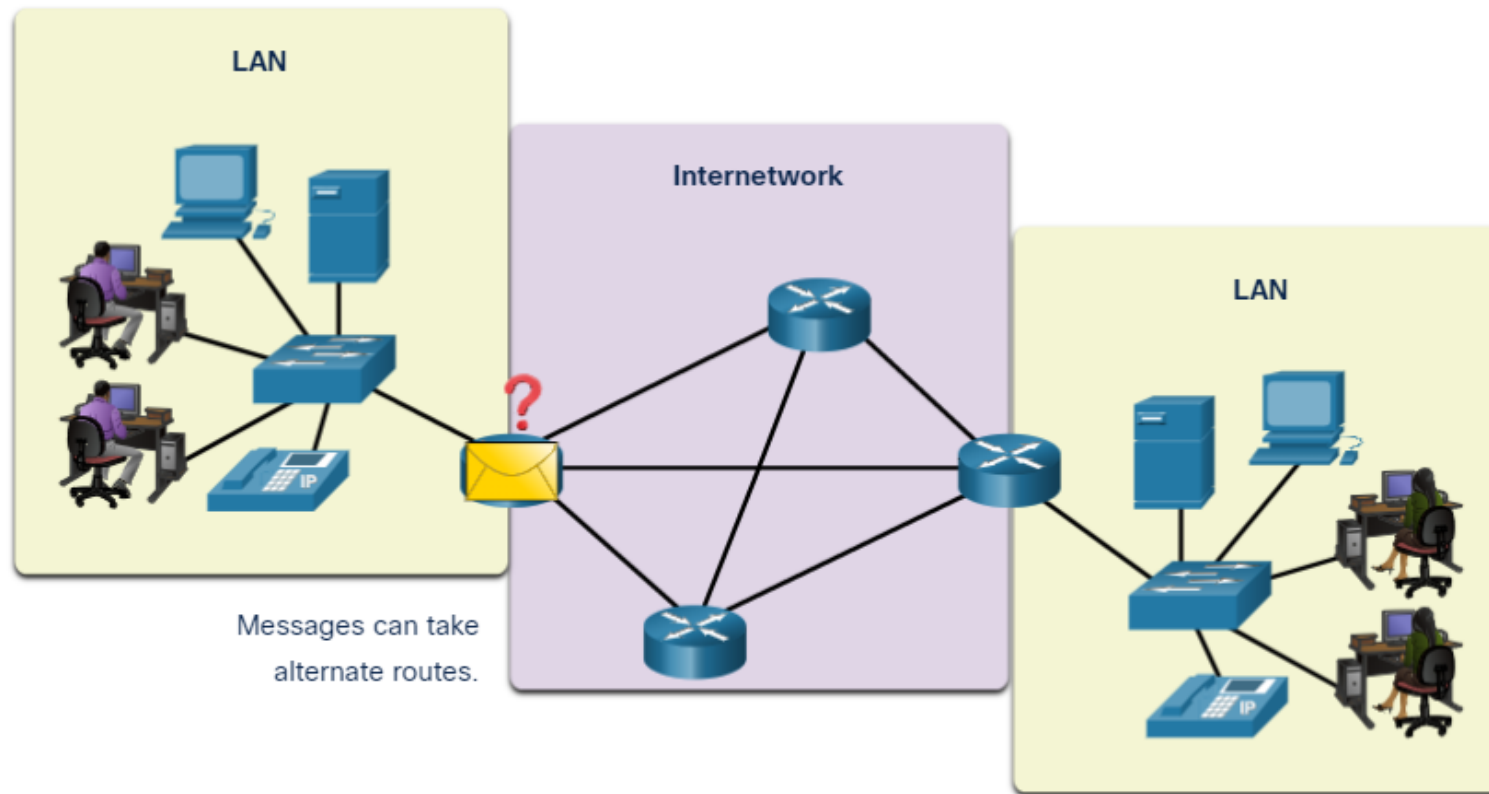 LAN
Internetwork
LAN
IP
?
Messages can take
alternate routes.
IP